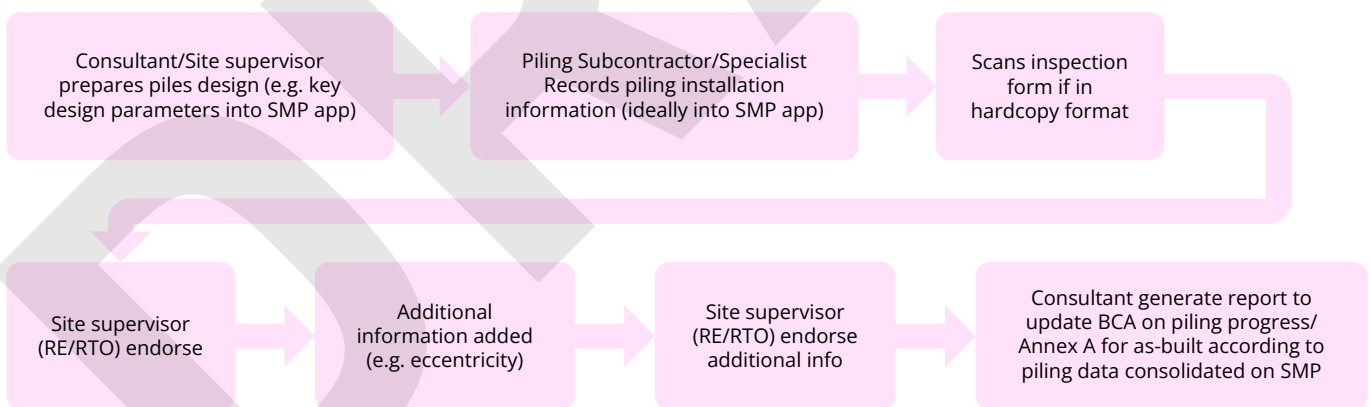 Consultant/Site supervisor
prepares piles design (e.g. key
design parameters into SMP app)
Piling Subcontractor/Specialist
Records piling installation
information (ideally into SMP app)
Scans inspection
form if in
hardcopy format
Site supervisor
(RE/RTO) endorse
Additional
information added
(e.g. eccentricity)
Site supervisor
(RE/RTO) endorse
additional info
Consultant generate report to
update BCA on piling progress/
Annex A for as-built according to
piling data consolidated on SMP